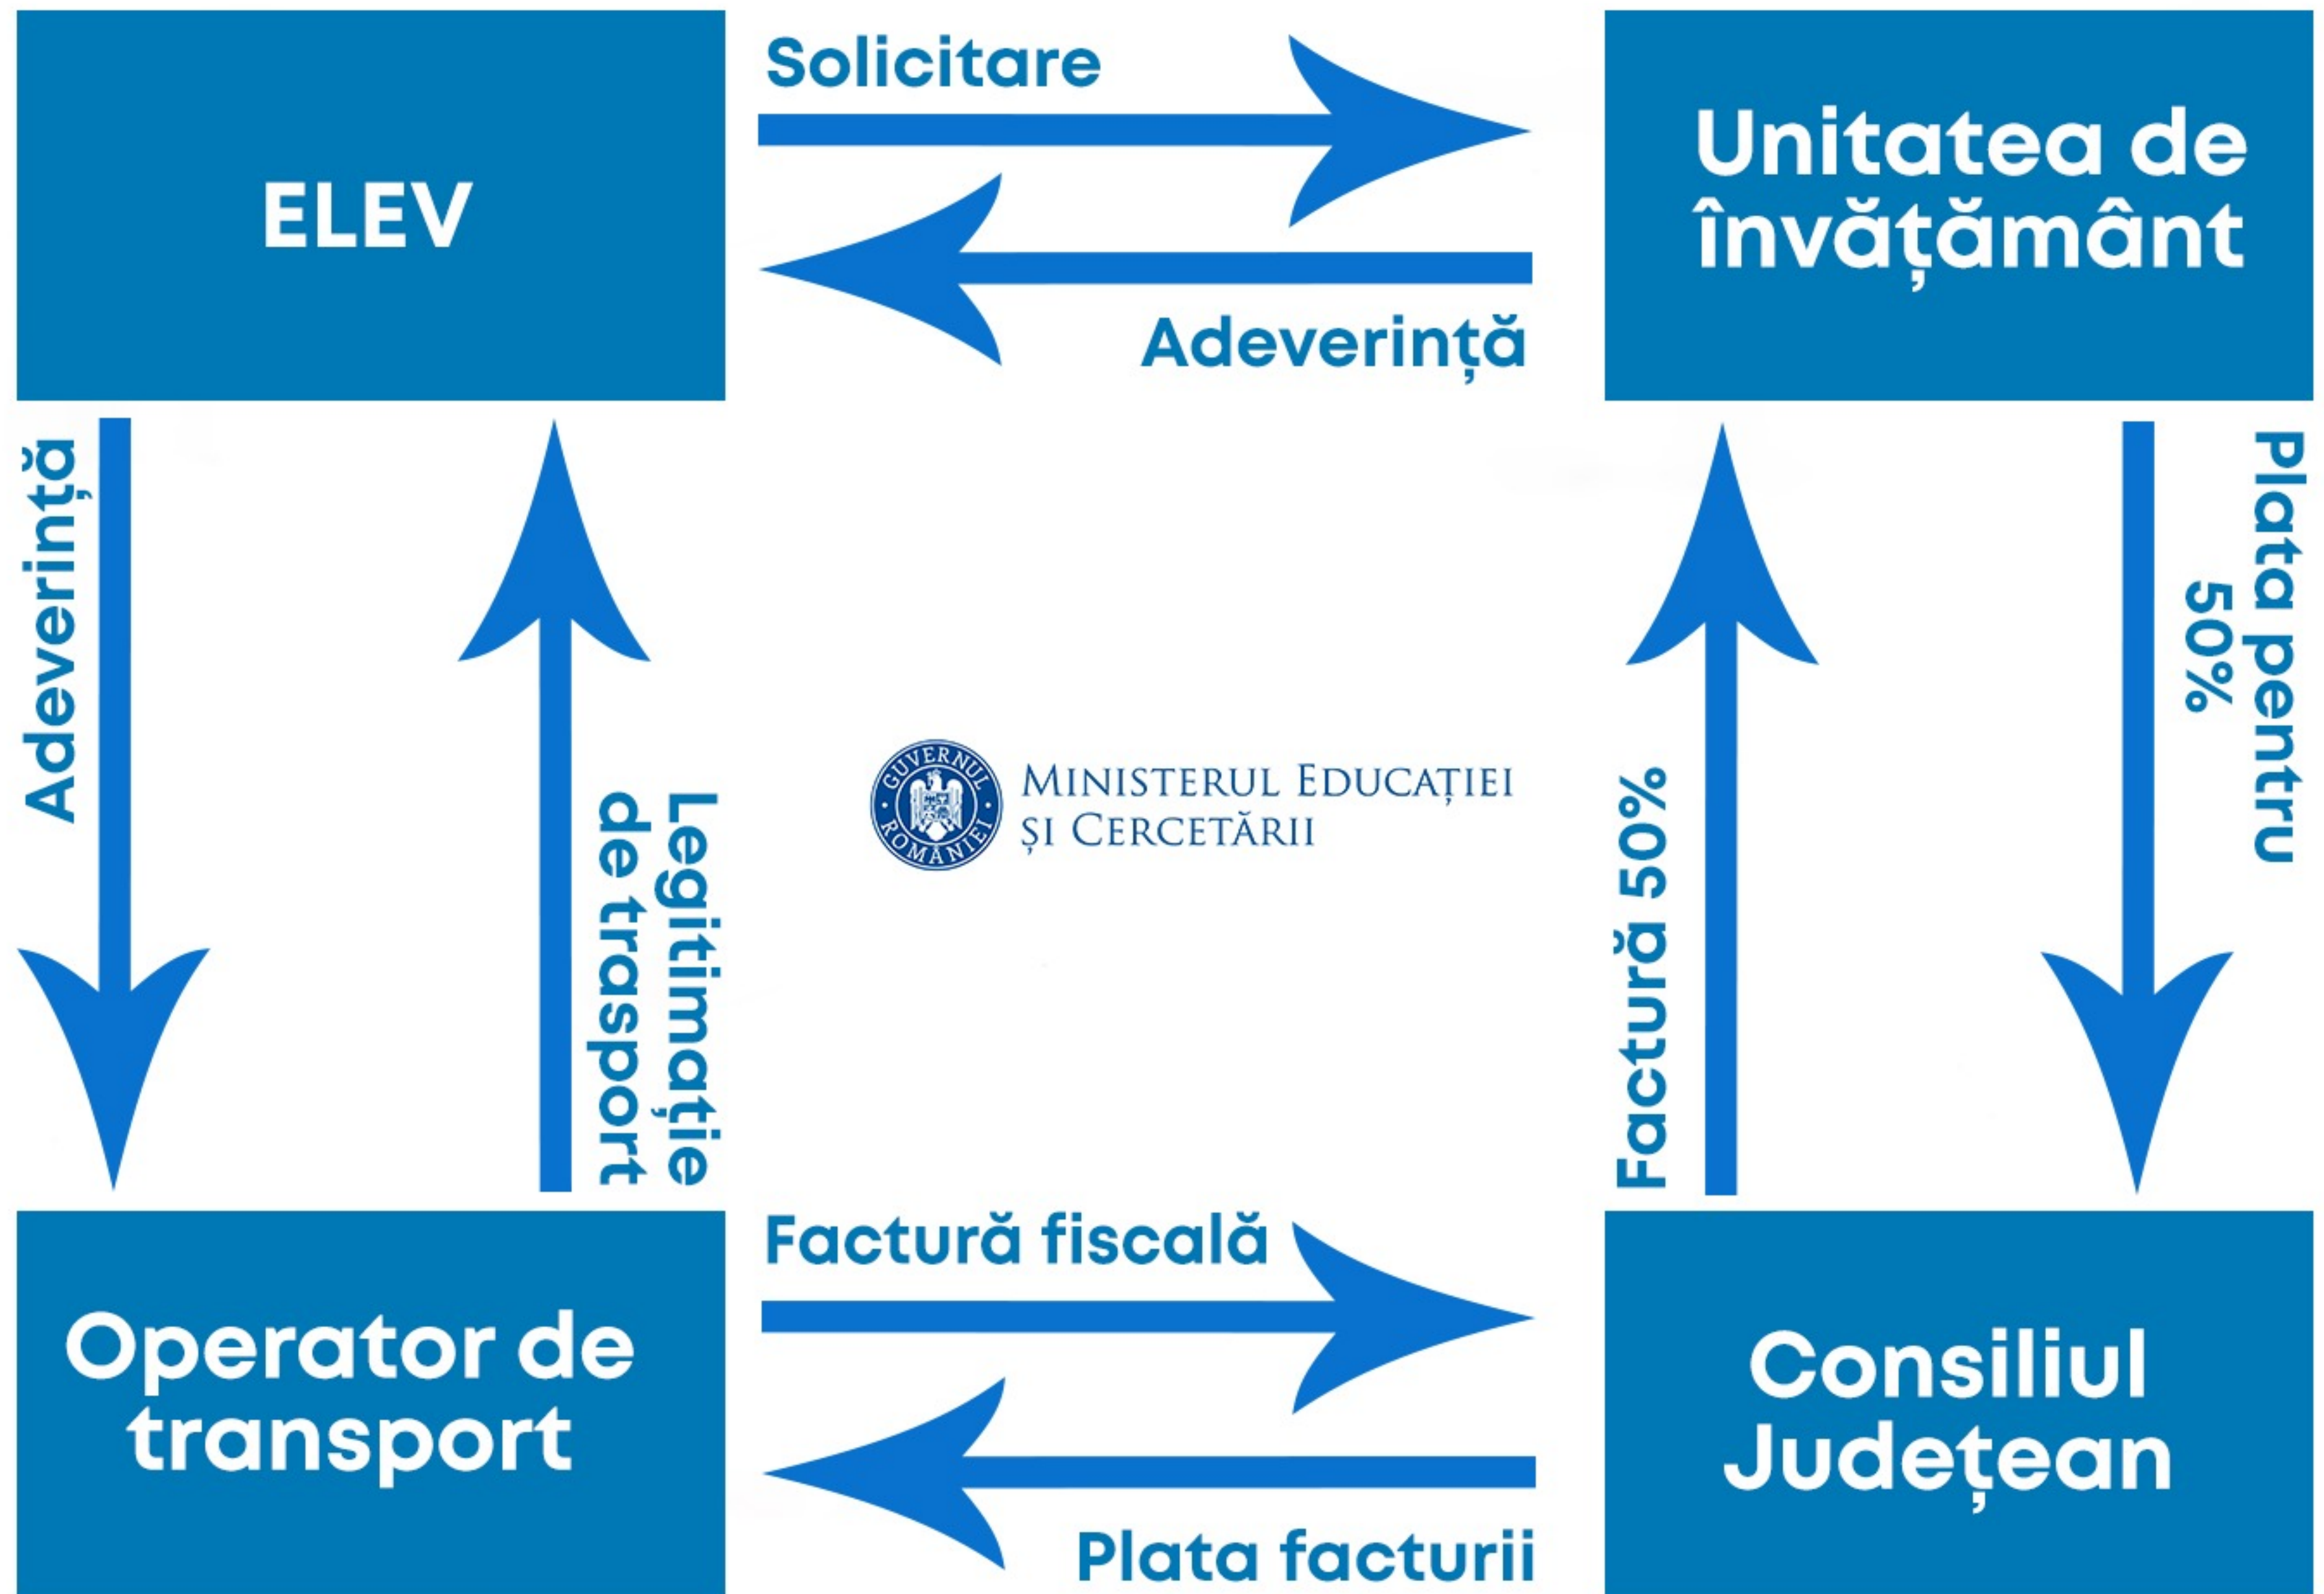 ELEV
Solicitare
Adeverință
Unitatea de
învățământ
Adeverință
Legitimație
de trasport
GUVERNUL ROMÂNIEI
MINISTERUL EDUCAȚIEI
ȘI CERCETĂRII
Factură 50%
Plata pentru
50%
Operator de
transport
Factură fiscală
Plata facturii
Consiliul
Județean